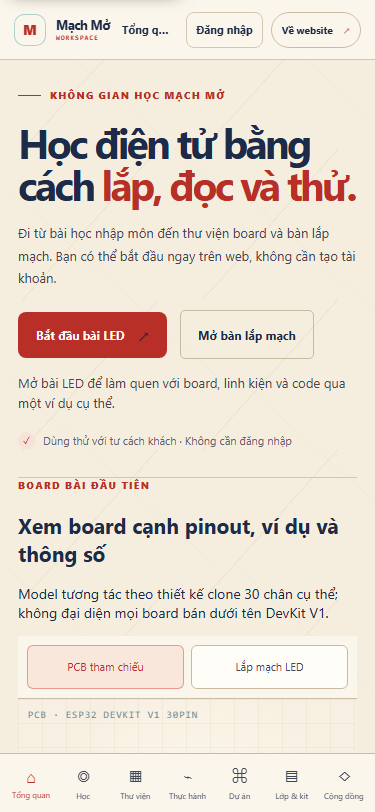 M
Mạch Mở
WORKSPACE
Tổng q...
Đăng nhập
Về website ↗
KHÔNG GIAN HỌC MẠCH MỞ
Học điện tử bằng
cách lắp, đọc và thử.
Đi từ bài học nhập môn đến thư viện board và bàn lắp
mạch. Bạn có thể bắt đầu ngay trên web, không cần tạo tài
khoản.
Bắt đầu bài LED ↗
Mở bàn lắp mạch
Mở bài LED để làm quen với board, linh kiện và code qua
một ví dụ cụ thể.
✓ Dùng thử với tư cách khách · Không cần đăng nhập
BOARD BÀI ĐẦU TIÊN
Xem board cạnh pinout, ví dụ và
thông số
Model tương tác theo thiết kế clone 30 chân cụ thể;
không đại diện mọi board bán dưới tên DevKit V1.
PCB tham chiếu
Lắp mạch LED
PCB · ESP32 DEVKIT V1 30PIN
Tổng quan
Học
Thư viện
Thực hành
Dự án
Lớp & kit
Cộng đồng